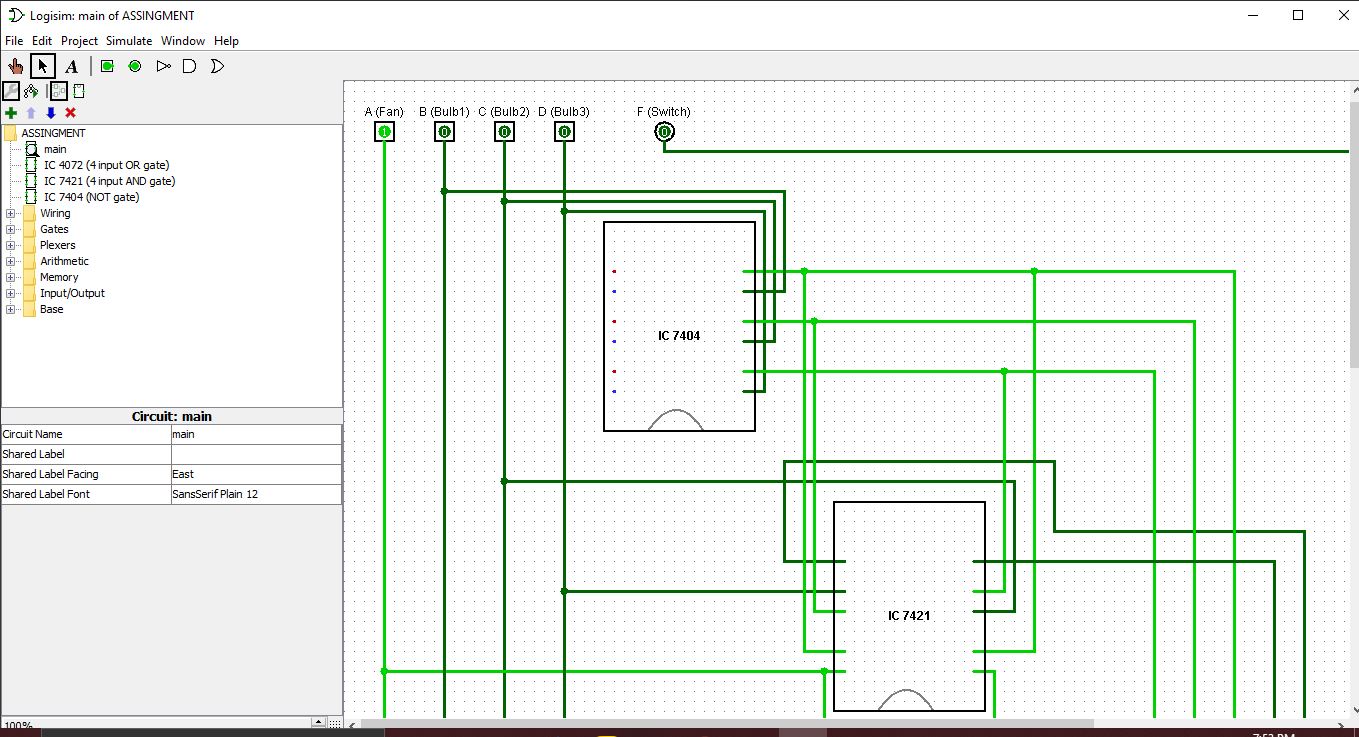 Logisim: main of ASSINGMENT
File Edit Project Simulate Window Help
A
ASSINGMENT
main
IC 4072 (4 input OR gate)
IC 7421 (4 input AND gate)
IC 7404 (NOT gate)
Wiring
Gates
Plexers
Arithmetic
Memory
Input/Output
Base
Circuit: main
Circuit Name main
Shared Label
Shared Label Facing East
Shared Label Font SansSerif Plain 12
100%
A (Fan) B (Bulb1) C (Bulb2) D (Bulb3) F (Switch)
1 0 0 0 0
IC 7404
IC 7421
7:53 PM